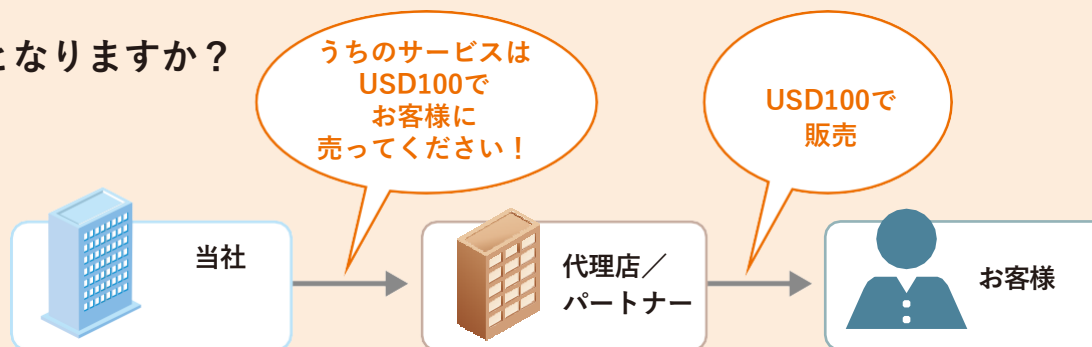 となりますか？
うちのサービスは
USD100で
お客様に
売ってください！
USD100で
販売
当社
代理店／
パートナー
お客様